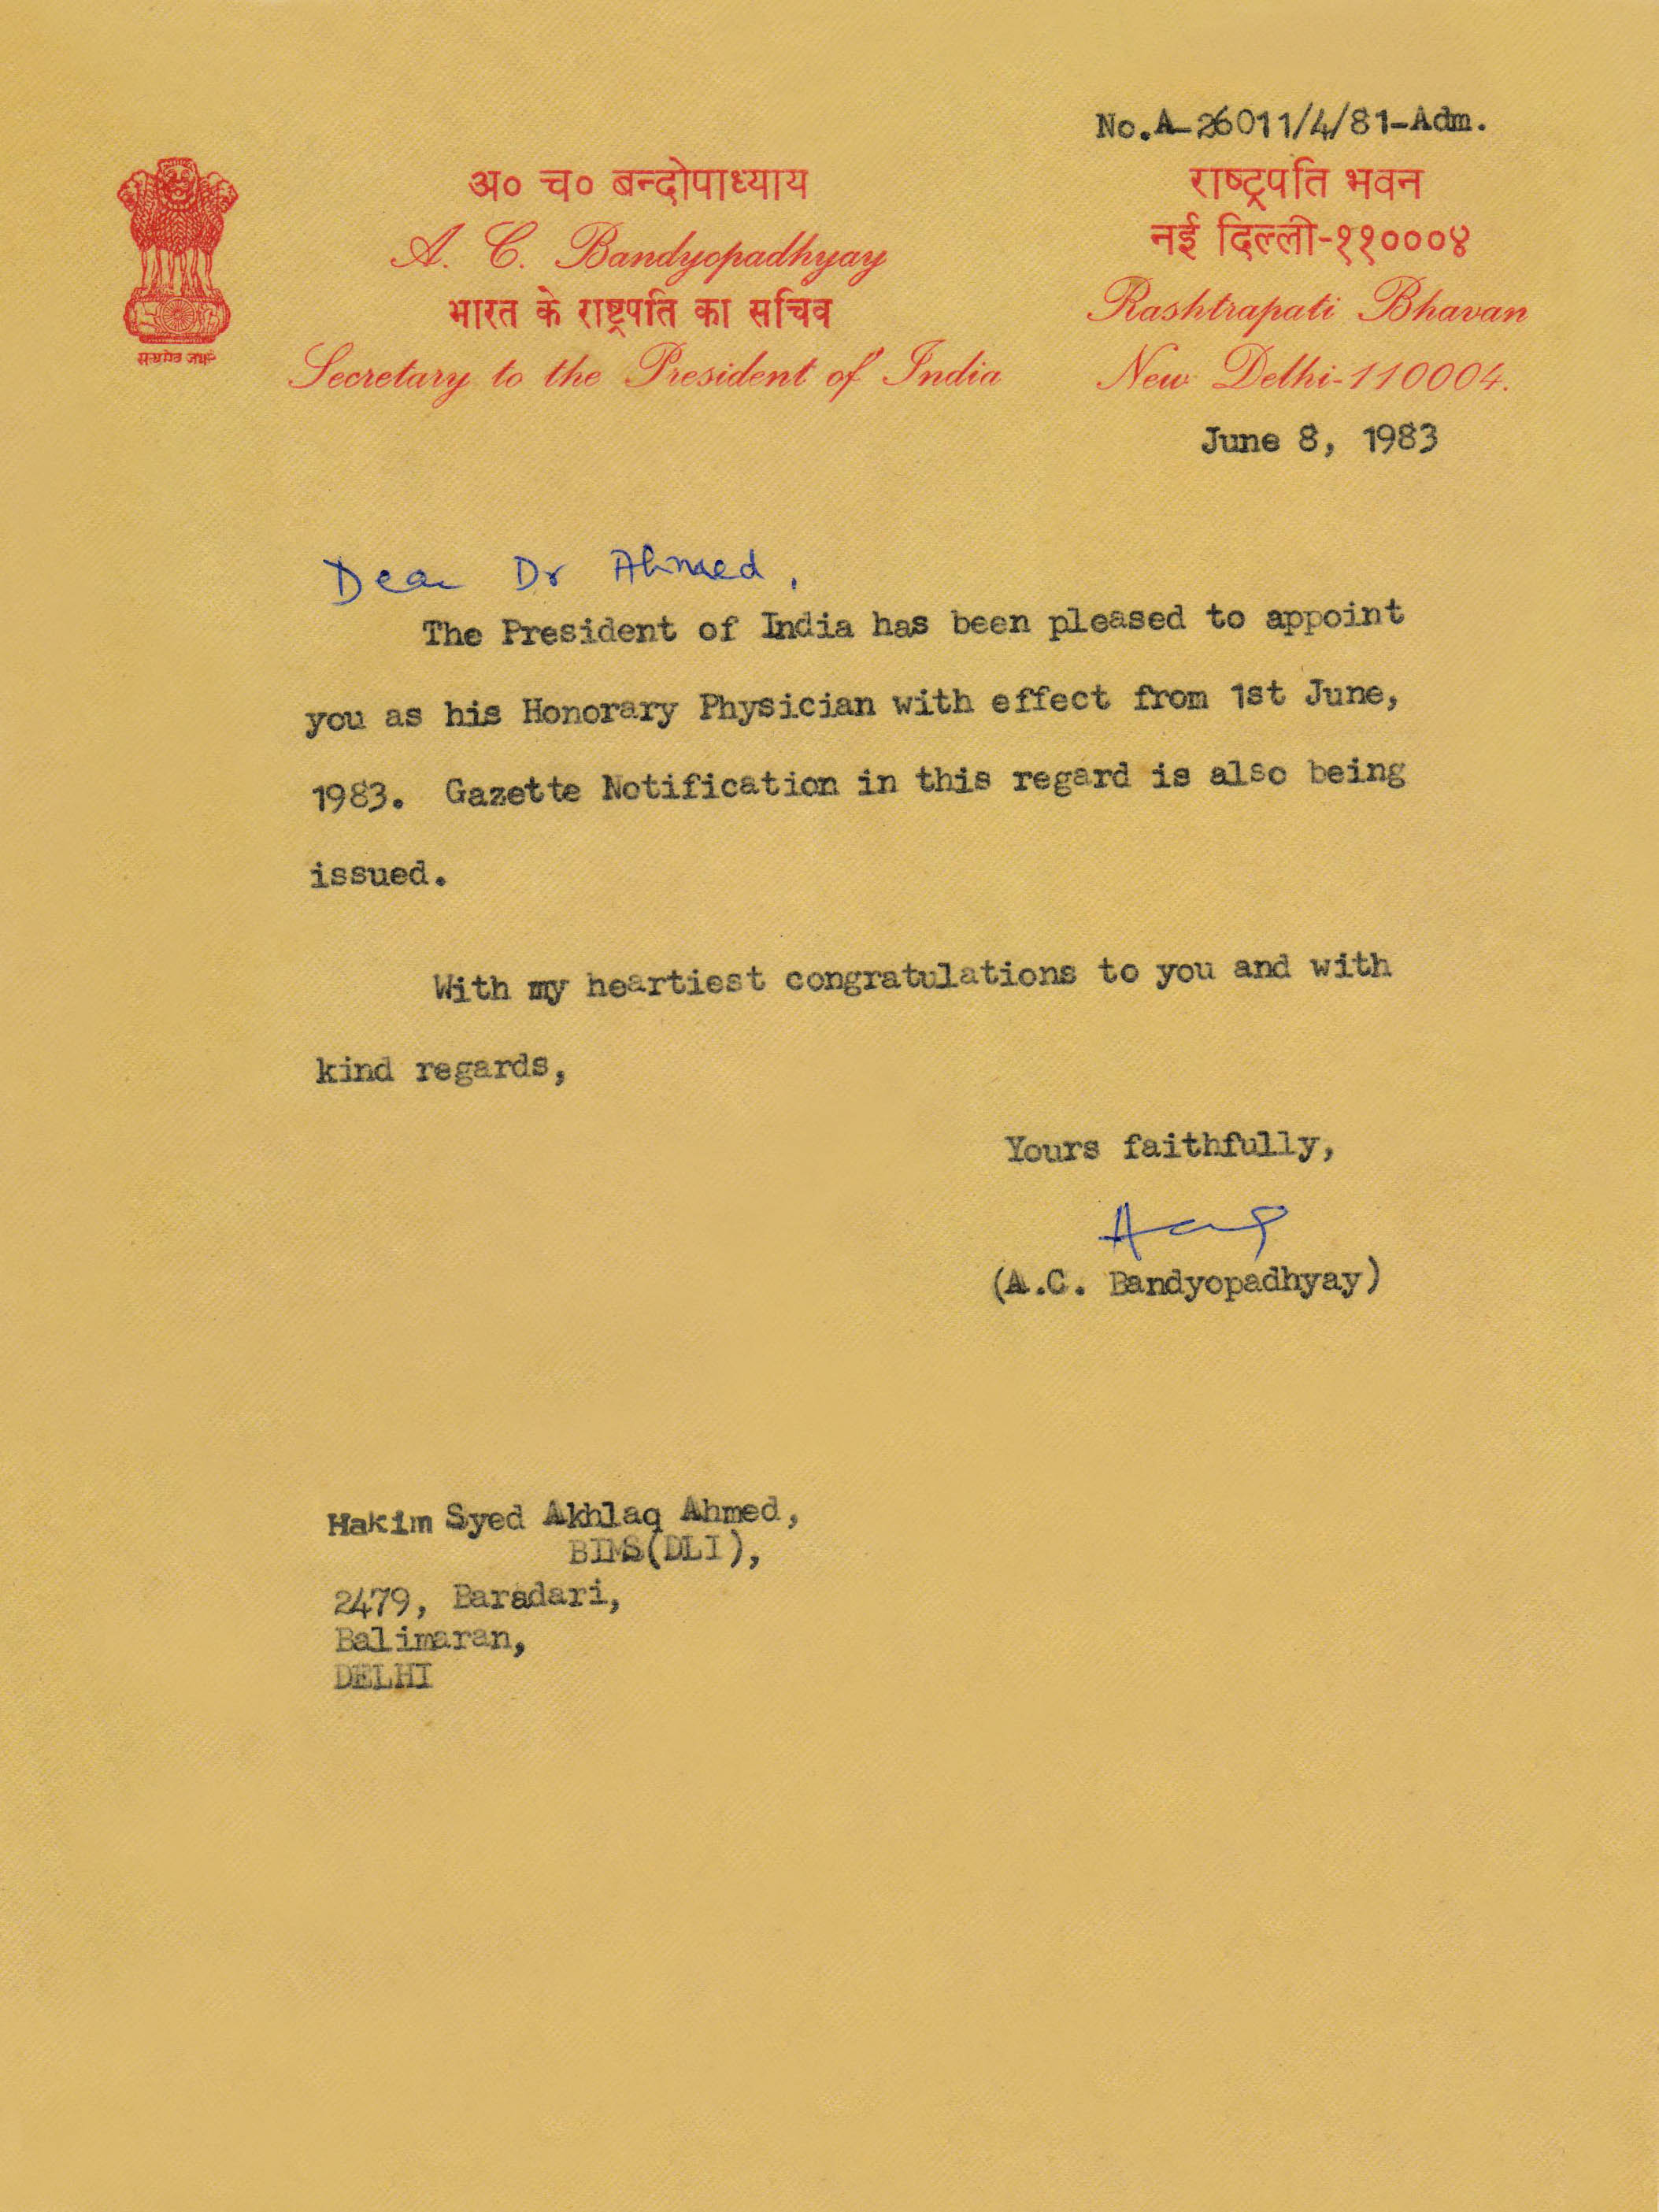 No.A-26011/4/81-Adm.
अ० च० बन्दोपाध्याय
A. C. Bandyopadhyay
भारत के राष्ट्रपति का सचिव
Secretary to the President of India
राष्ट्रपति भवन
नई दिल्ली-११०००४
Rashtrapati Bhavan
New Delhi-110004.
सत्यमेव जयते
June 8, 1983
Dear Dr Ahmed,
The President of India has been pleased to appoint
you as his Honorary Physician with effect from 1st June,
1983. Gazette Notification in this regard is also being
issued.
With my heartiest congratulations to you and with
kind regards,
Yours faithfully,
(A.C. Bandyopadhyay)
Hakim Syed Akhlaq Ahmed,
BIMS(DLI),
2479, Baradari,
Balimaran,
DELHI